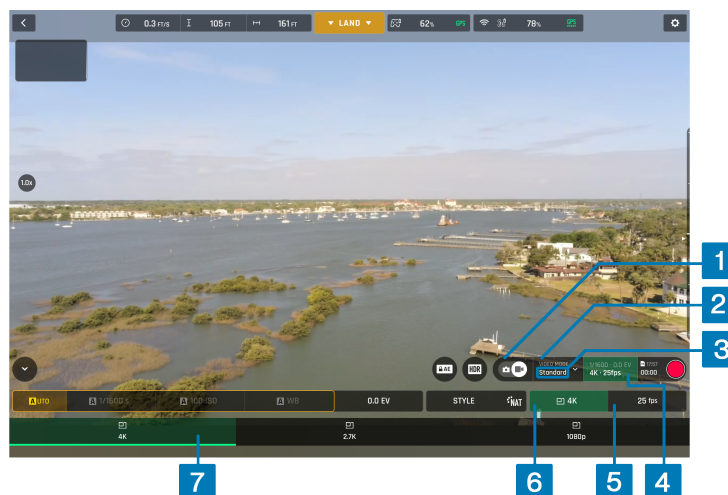 0.3 FT/S 105 FT 161 FT LAND 62% GPS 78% GPS
1.0x
1
2
3
AE HDR VIDEO MODE 1/1600 · 0.0 EV
Standard 4K · 25fps 00:00
A AUTO A 1/1600 s A 100 ISO A WB 0.0 EV STYLE NAT 4K 25 fps
4K 2.7K 1080p
7 6 5 4